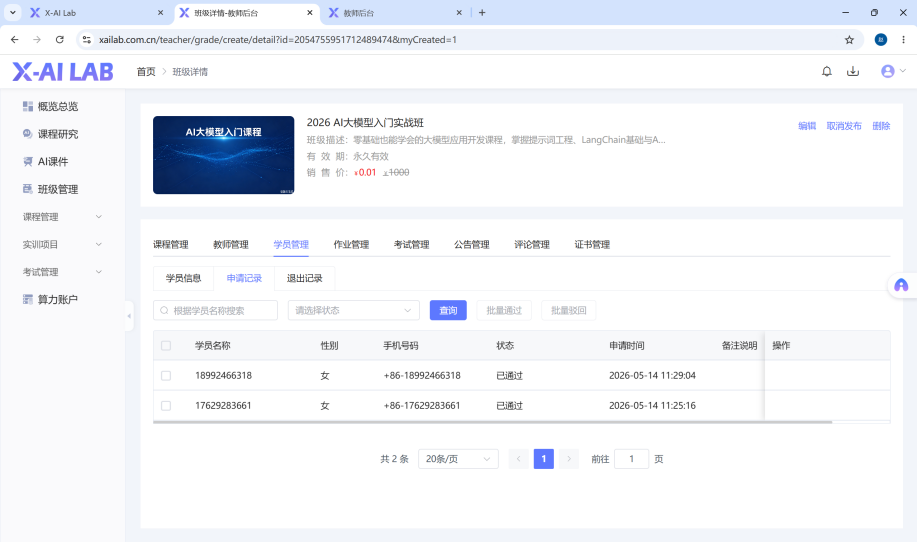 X-AI Lab
班级详情-教师后台
教师后台
xailab.com.cn/teacher/grade/create/detail?id=2054755951712489474&myCreated=1
X-AI LAB
首页 > 班级详情
概览总览
课程研究
AI课件
班级管理
课程管理
实训项目
考试管理
算力账户
AI大模型入门课程
2026 AI大模型入门实战班
编辑 取消发布 删除
班级描述：零基础也能学会的大模型应用开发课程，掌握提示词工程、LangChain基础与A...
有 效 期：永久有效
销 售 价：¥0.01 ¥1000
课程管理 教师管理 学员管理 作业管理 考试管理 公告管理 评论管理 证书管理
学员信息 申请记录 退出记录
根据学员名称搜索 请选择状态 查询 批量通过 批量驳回
学员名称 性别 手机号码 状态 申请时间 备注说明 操作
18992466318 女 +86-18992466318 已通过 2026-05-14 11:29:04
17629283661 女 +86-17629283661 已通过 2026-05-14 11:25:16
共 2 条 20条/页 1 前往 1 页